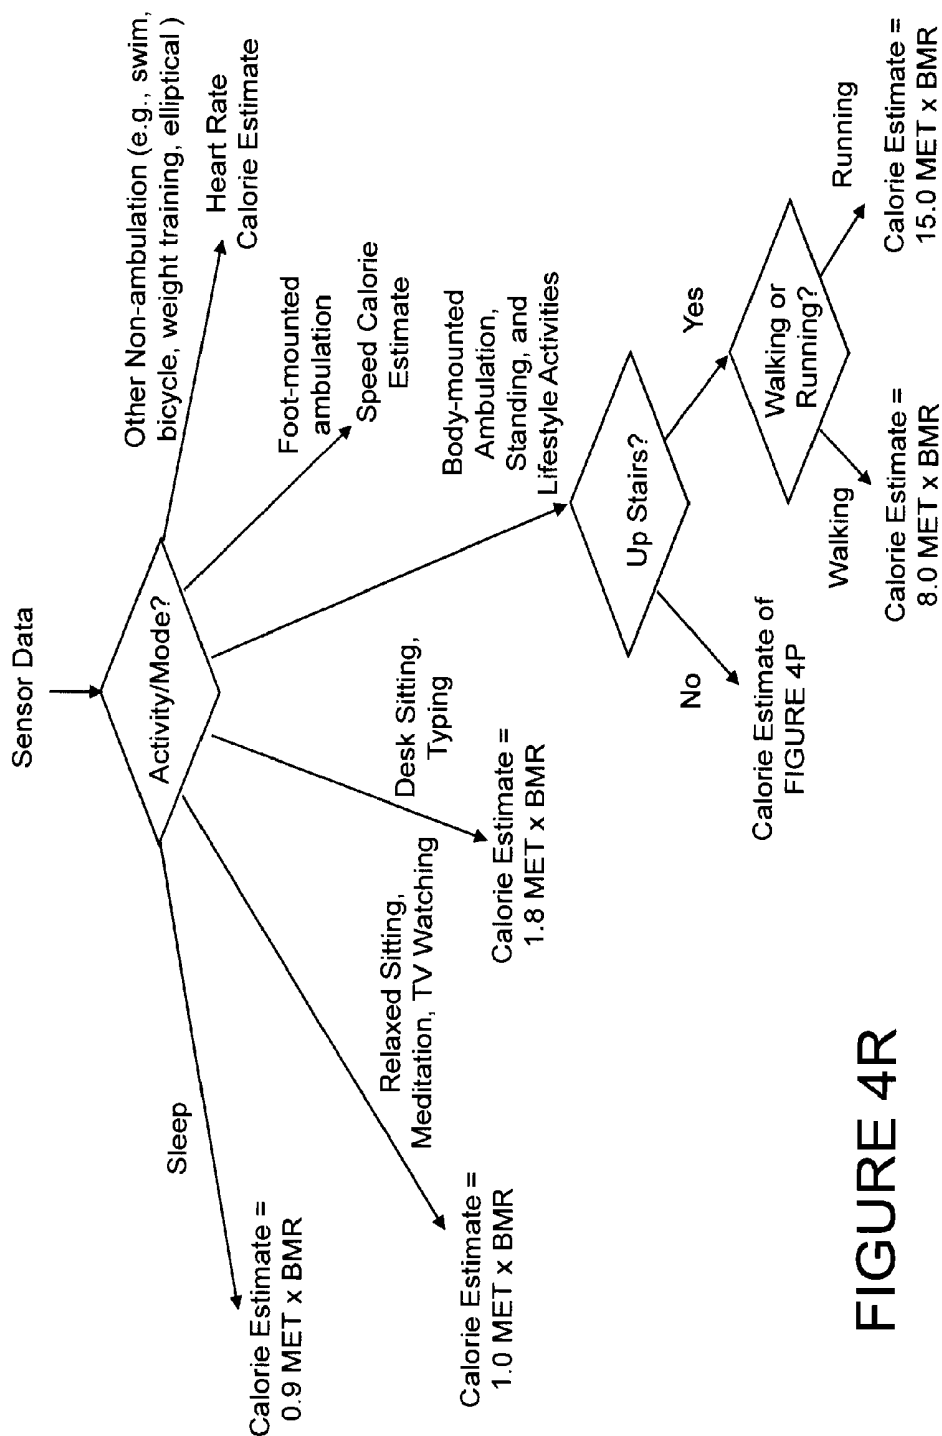 Sensor Data
Activity/Mode?
Sleep
Calorie Estimate =
0.9 MET x BMR
Relaxed Sitting,
Meditation, TV Watching
Calorie Estimate =
1.0 MET x BMR
Desk Sitting,
Typing
Calorie Estimate =
1.8 MET x BMR
Body-mounted
Ambulation,
Standing, and
Lifestyle Activities
Foot-mounted
ambulation
Speed Calorie
Estimate
Other Non-ambulation (e.g., swim,
bicycle, weight training, elliptical )
Heart Rate
Calorie Estimate
Up Stairs?
No
Calorie Estimate of
FIGURE 4P
Yes
Walking or
Running?
Walking
Calorie Estimate =
8.0 MET x BMR
Running
Calorie Estimate =
15.0 MET x BMR
FIGURE 4R